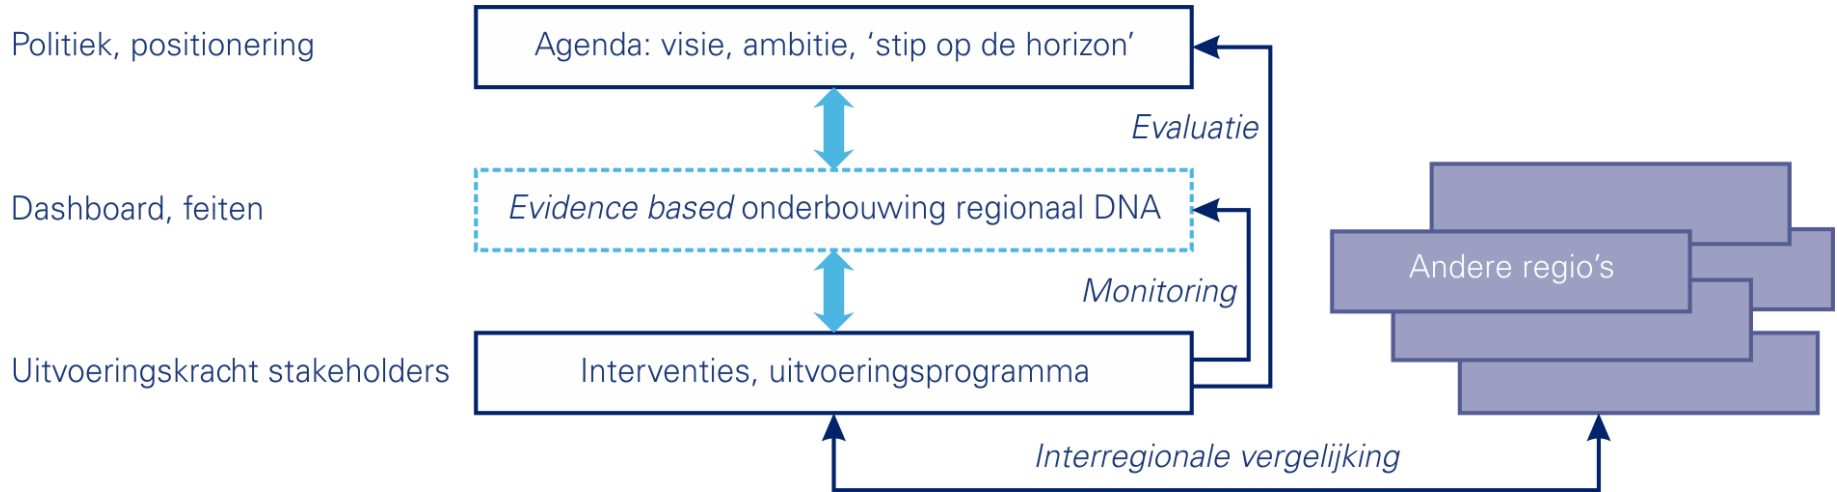 Politiek, positionering
Agenda: visie, ambitie, ‘stip op de horizon’
Evaluatie
Dashboard, feiten
Evidence based onderbouwing regionaal DNA
Andere regio’s
Monitoring
Uitvoeringskracht stakeholders
Interventies, uitvoeringsprogramma
Interregionale vergelijking